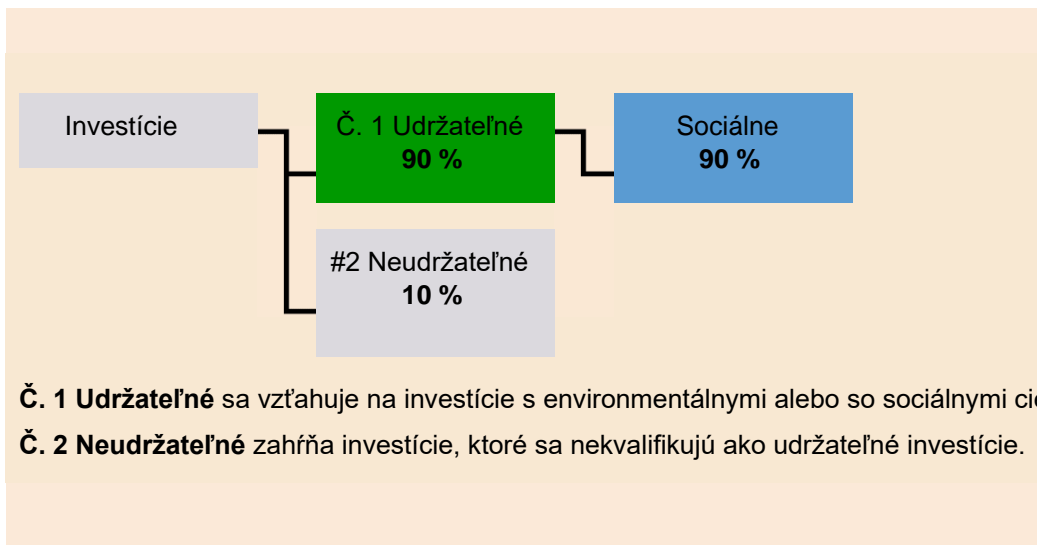 Investície
Č. 1 Udržateľné
90 %
Sociálne
90 %
#2 Neudržateľné
10 %
Č. 1 Udržateľné sa vzťahuje na investície s environmentálnymi alebo so sociálnymi
Č. 2 Neudržateľné zahŕňa investície, ktoré sa nekvalifikujú ako udržateľné investície.